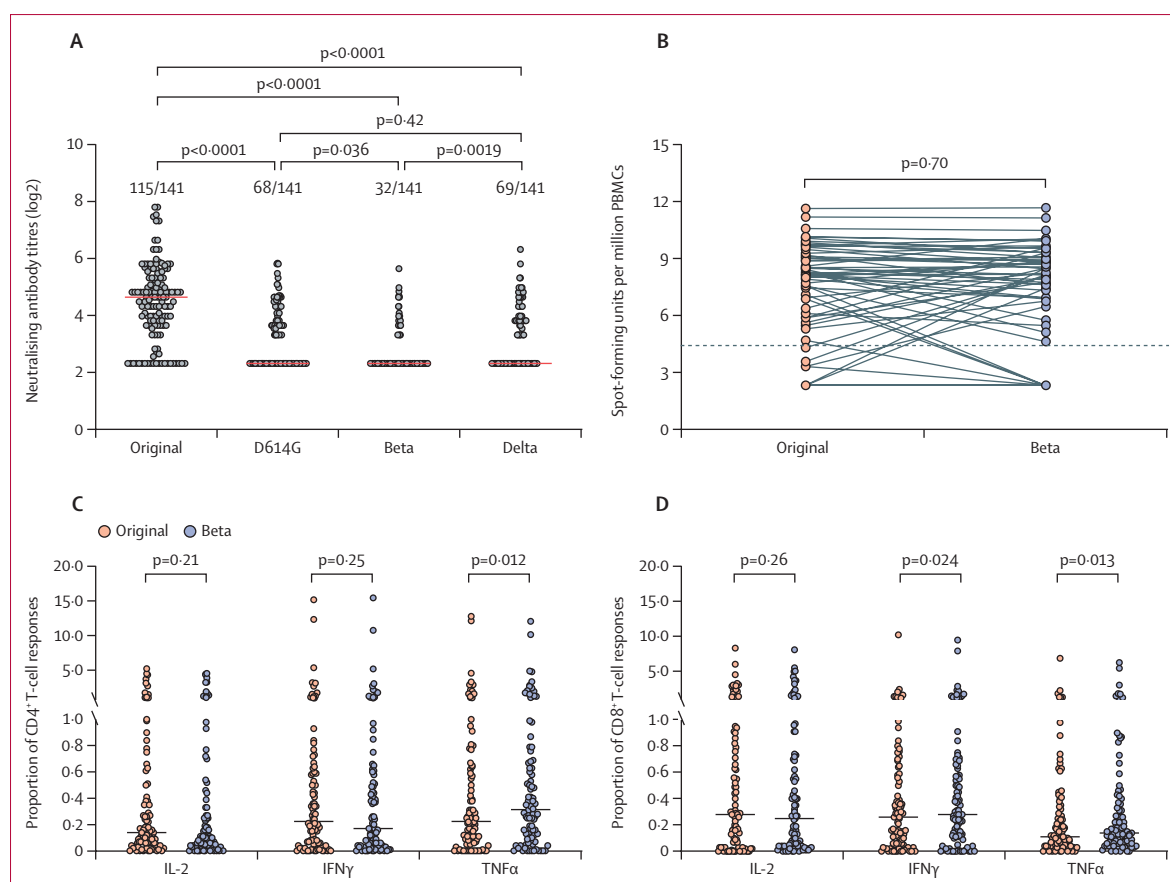 A
p<0·0001
p<0·0001
p=0·42
p<0·0001 p=0·036 p=0·0019
115/141 68/141 32/141 69/141
Neutralising antibody titres (log2)
10
8
6
4
2
0
Original D614G Beta Delta
B
p=0·70
Spot-forming units per million PBMCs
15
12
9
6
3
0
Original Beta
C
Original Beta
p=0·21 p=0·25 p=0·012
Proportion of CD4⁺ T-cell responses
20·0
15·0
10·0
5·0
1·0
0·8
0·6
0·4
0·2
0
IL-2 IFNγ TNFα
D
p=0·26 p=0·024 p=0·013
Proportion of CD8⁺ T-cell responses
20·0
15·0
10·0
5·0
1·0
0·8
0·6
0·4
0·2
0
IL-2 IFNγ TNFα